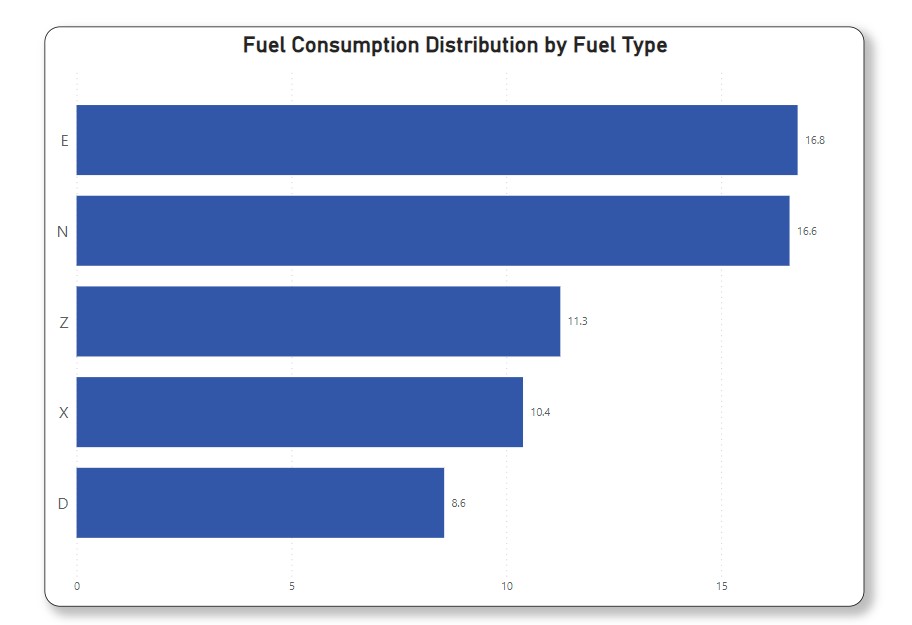 Fuel Consumption Distribution by Fuel Type
E 16.8
N 16.6
Z 11.3
X 10.4
D 8.6
0 5 10 15